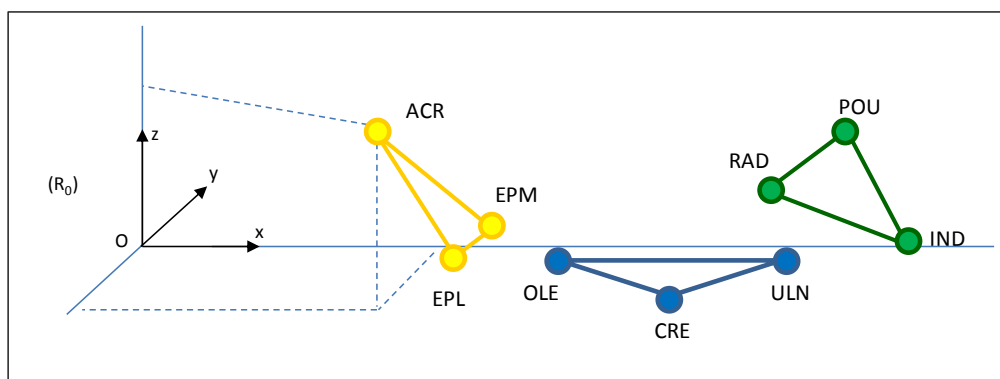 ACR
POU
z
RAD
(R₀)
y
EPM
O
x
IND
EPL
OLE
ULN
CRE